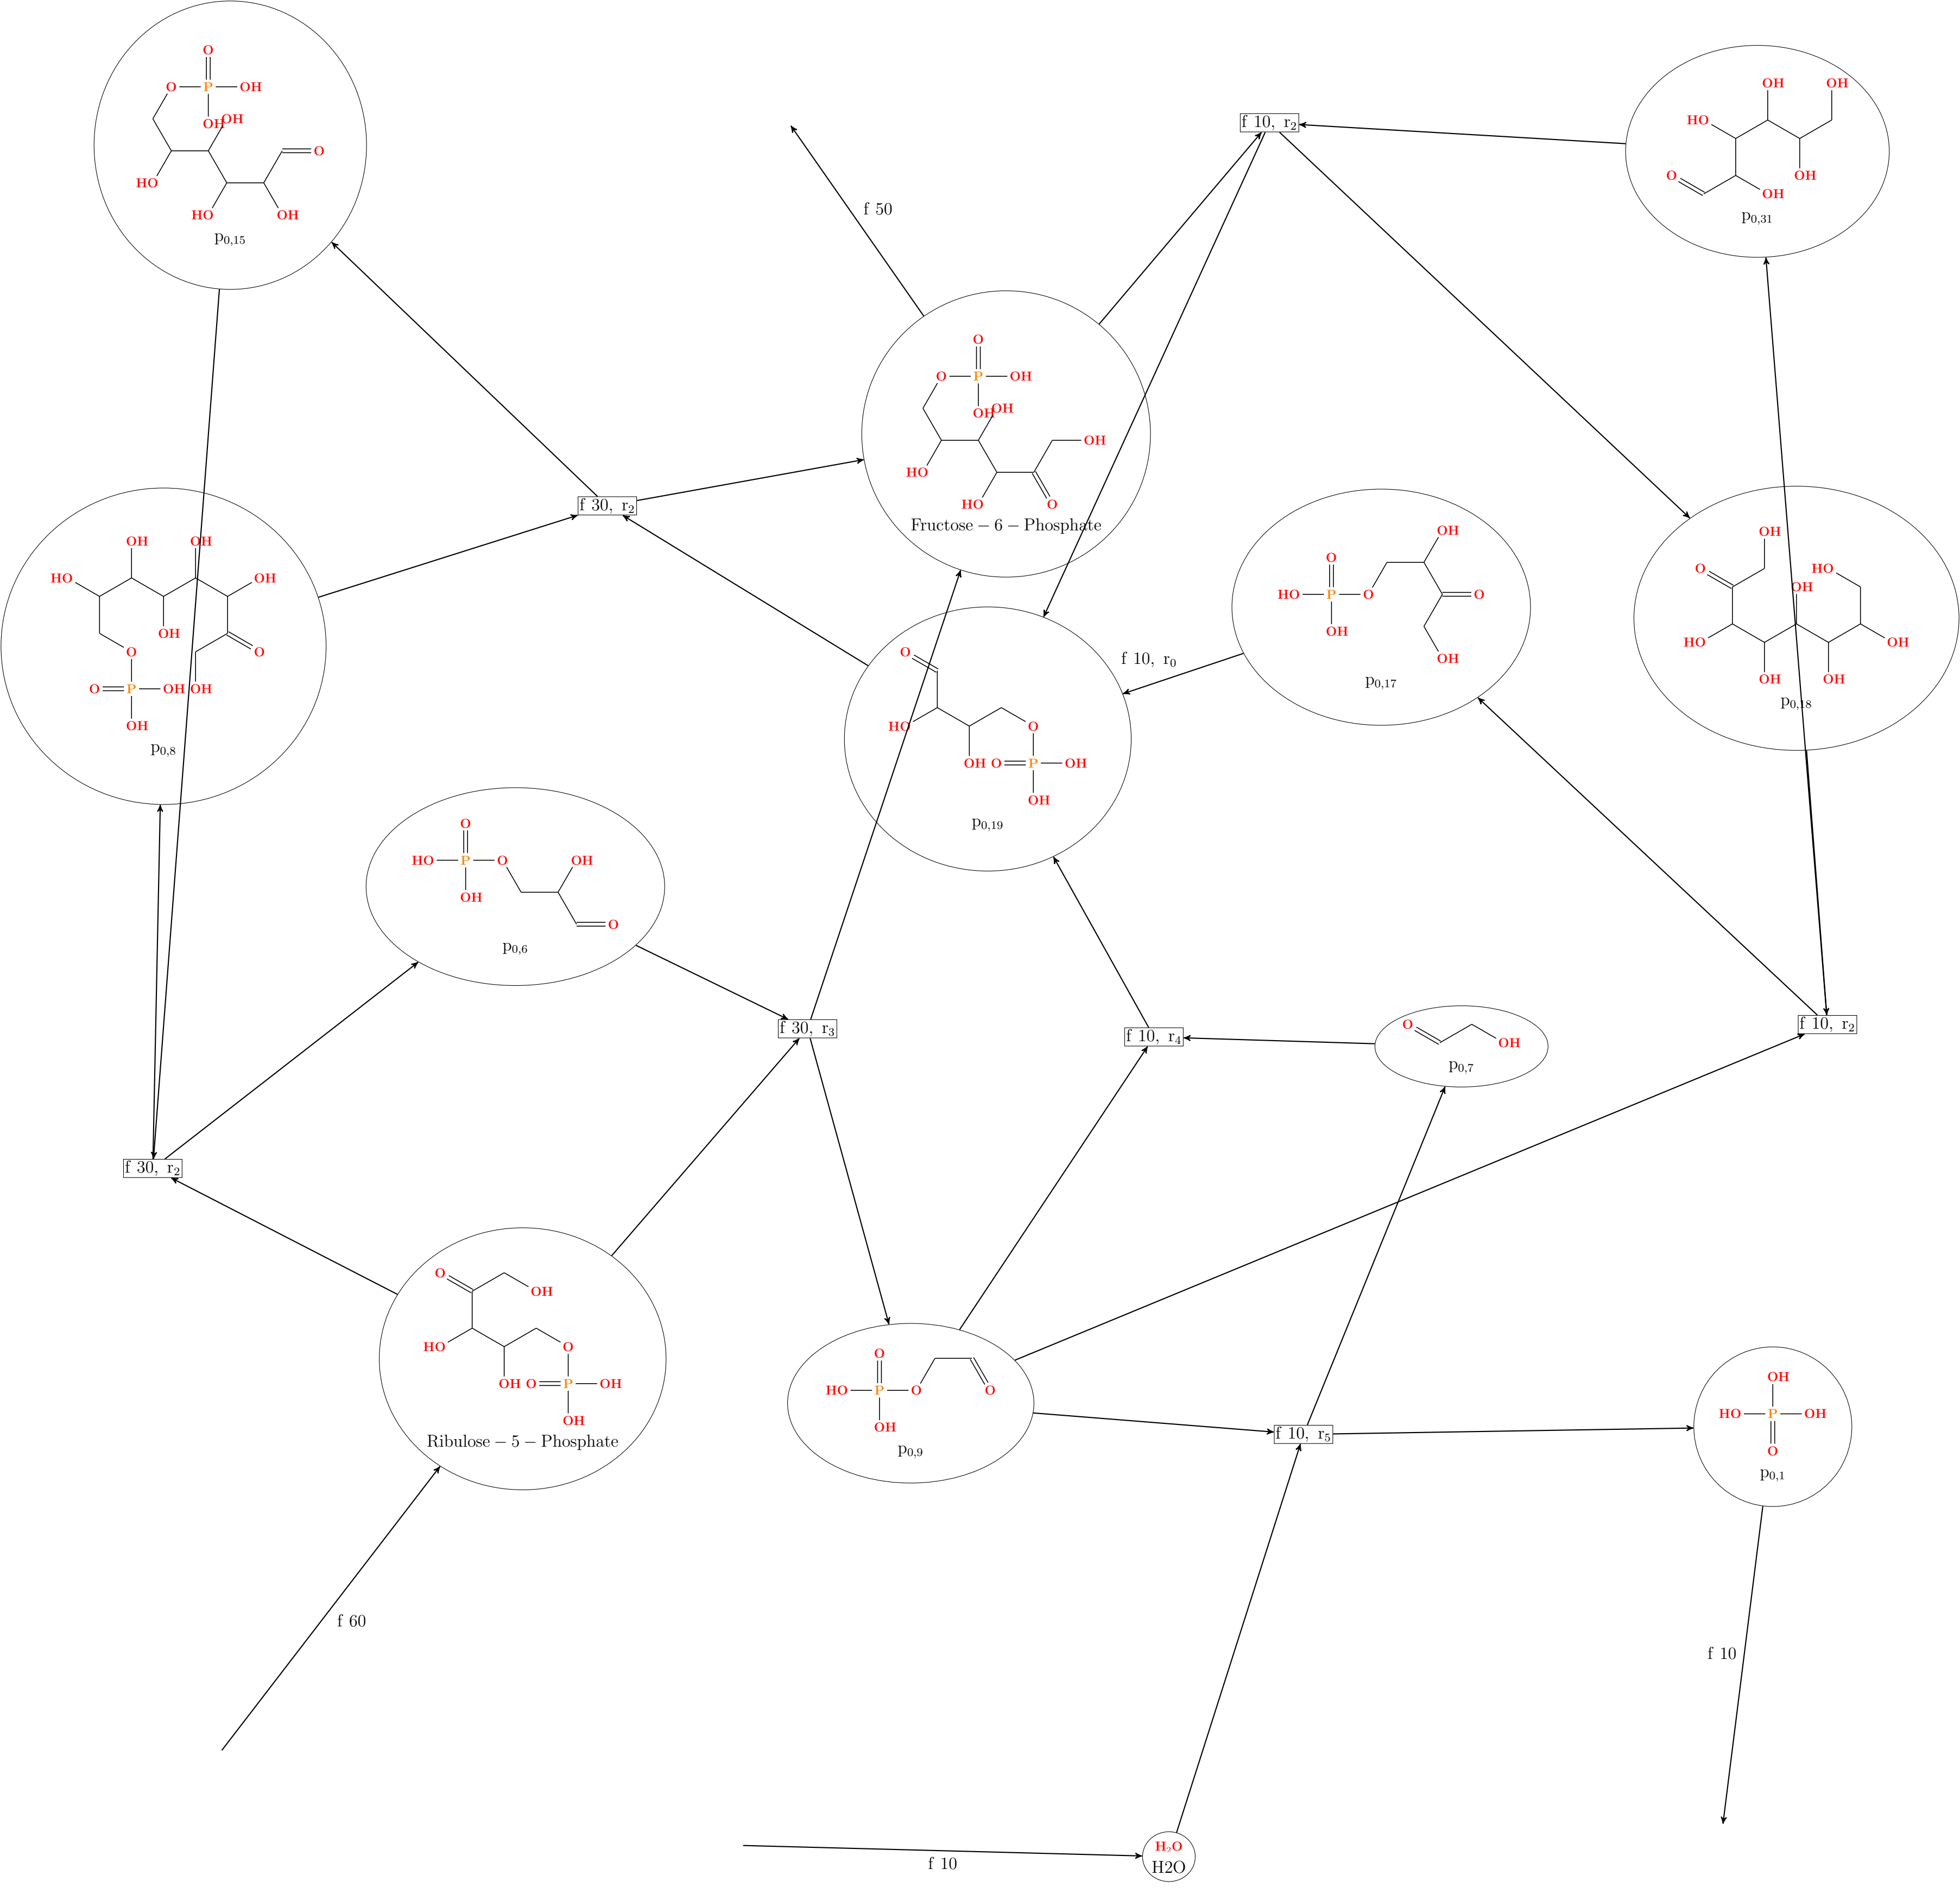 O
O P OH
OH OH
O
HO
HO OH
p0,15
f 50
f 10, r2
OH OH
HO
O OH
OH
p0,31
O
O P OH
OH OH
OH
HO
HO O
Fructose − 6 − Phosphate
f 30, r2
OH OH
HO OH
OH
O O
O P OH OH
OH
p0,8
OH
O
HO P O O
OH
OH
p0,17
f 10, r0
OH
O HO
OH
HO OH
OH OH
p0,18
O
HO O
OH O P OH
OH
p0,19
O
HO P O OH
OH
O
p0,6
f 30, r3
f 10, r4
O
OH
p0,7
f 10, r2
f 30, r2
O
OH
HO O
OH O P OH
OH
Ribulose − 5 − Phosphate
O
HO P O O
OH
p0,9
f 10, r5
OH
HO P OH
O
p0,1
f 60
f 10
f 10
H2O
H2O